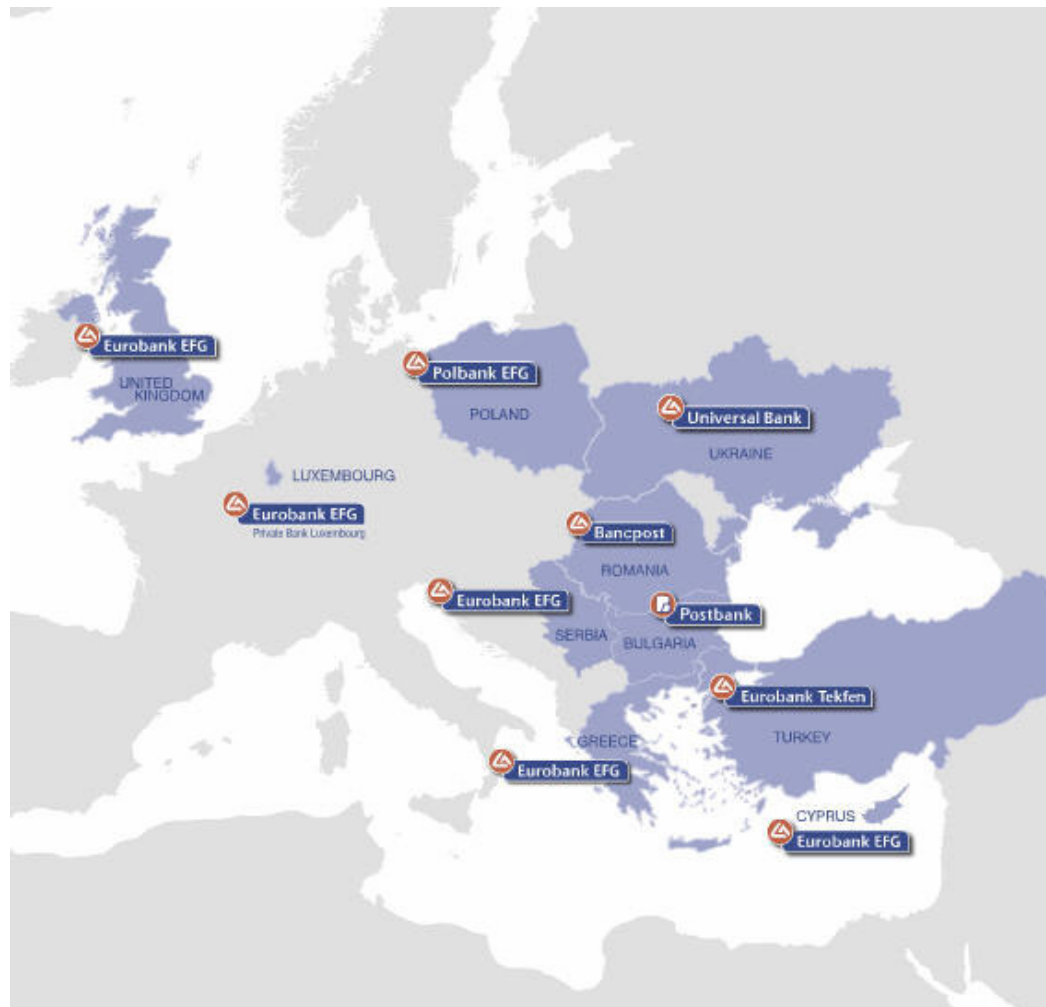 Eurobank EFG
UNITED
KINGDOM
Polbank EFG
POLAND
Universal Bank
UKRAINE
LUXEMBOURG
Eurobank EFG
Private Bank Luxembourg
Bancpost
ROMANIA
Eurobank EFG
SERBIA
Postbank
BULGARIA
Eurobank Tekfen
TURKEY
GREECE
Eurobank EFG
CYPRUS
Eurobank EFG